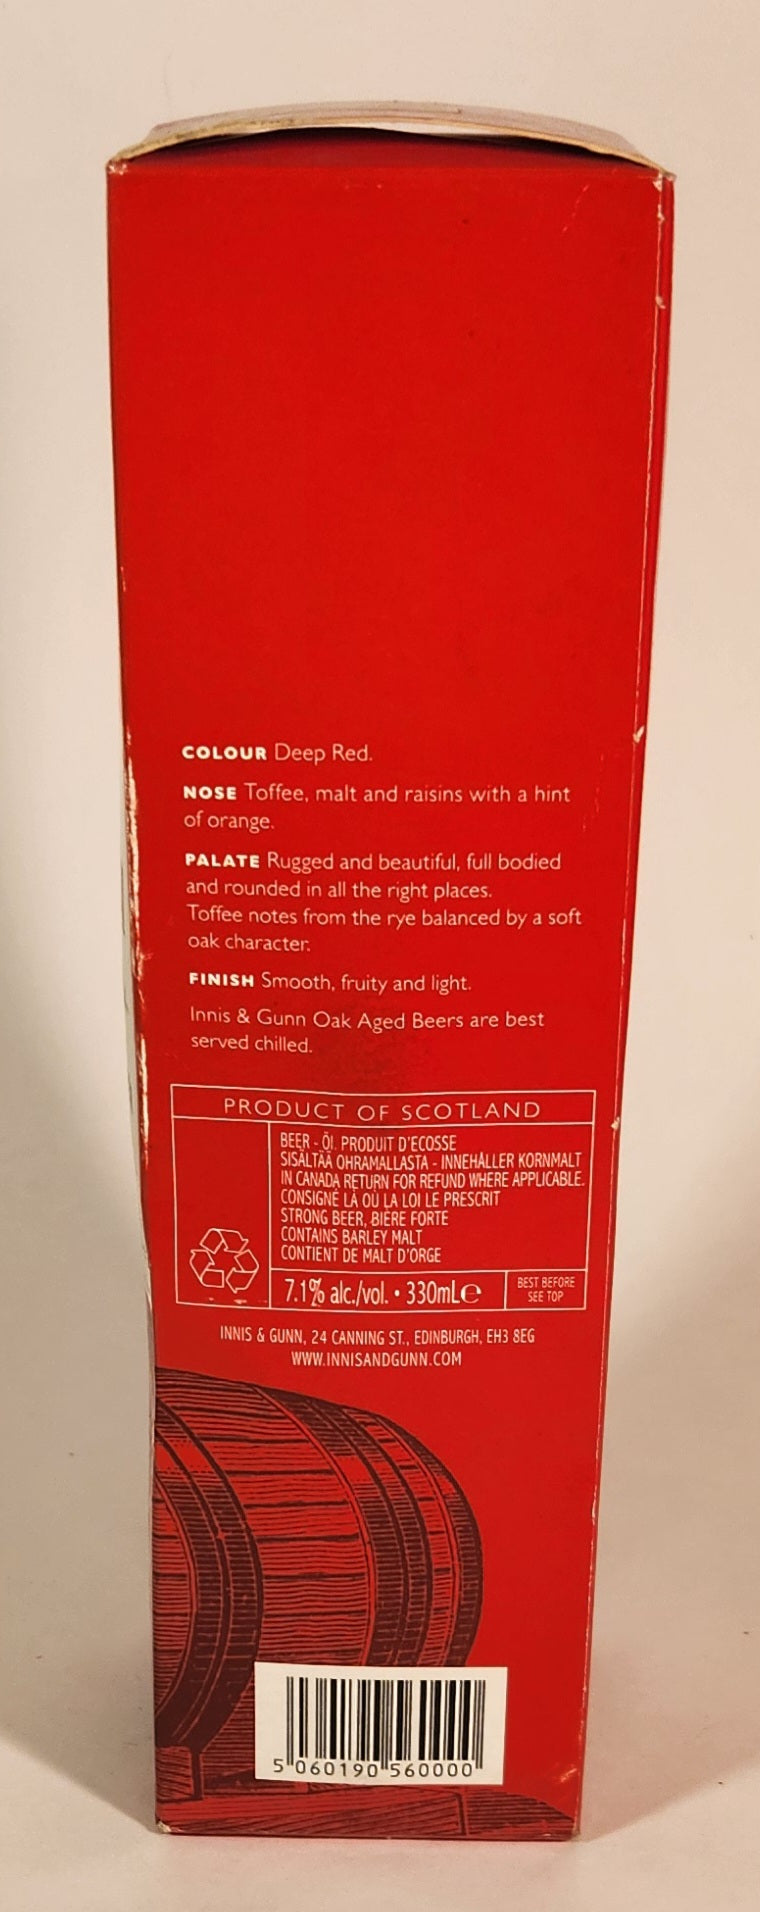 COLOUR Deep Red.
NOSE Toffee, malt and raisins with a hint
of orange.
PALATE Rugged and beautiful, full bodied
and rounded in all the right places.
Toffee notes from the rye balanced by a soft
oak character.
FINISH Smooth, fruity and light.
Innis & Gunn Oak Aged Beers are best
served chilled.
PRODUCT OF SCOTLAND
BEER - ÖL PRODUIT D'ECOSSE
SISÄLTÄÄ OHRAMALLASTA - INNEHÅLLER KORNMALT
IN CANADA RETURN FOR REFUND WHERE APPLICABLE.
CONSIGNÉ LÀ OÙ LA LOI LE PRESCRIT
STRONG BEER, BIÈRE FORTE
CONTAINS BARLEY MALT
CONTIENT DE MALT D'ORGE
7.1% alc./vol. • 330mL℮
BEST BEFORE
SEE TOP
INNIS & GUNN, 24 CANNING ST., EDINBURGH, EH3 8EG
WWW.INNISANDGUNN.COM
5 060190 560000